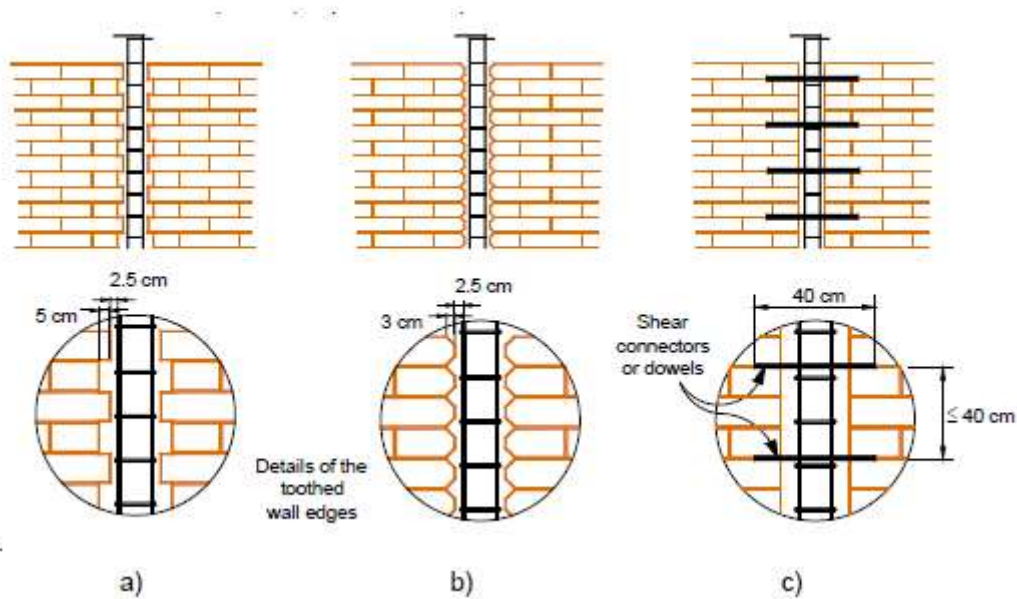 2.5 cm
5 cm
2.5 cm
3 cm
40 cm
Shear
connectors
or dowels
≤ 40 cm
Details of the
toothed
wall edges
a)
b)
c)